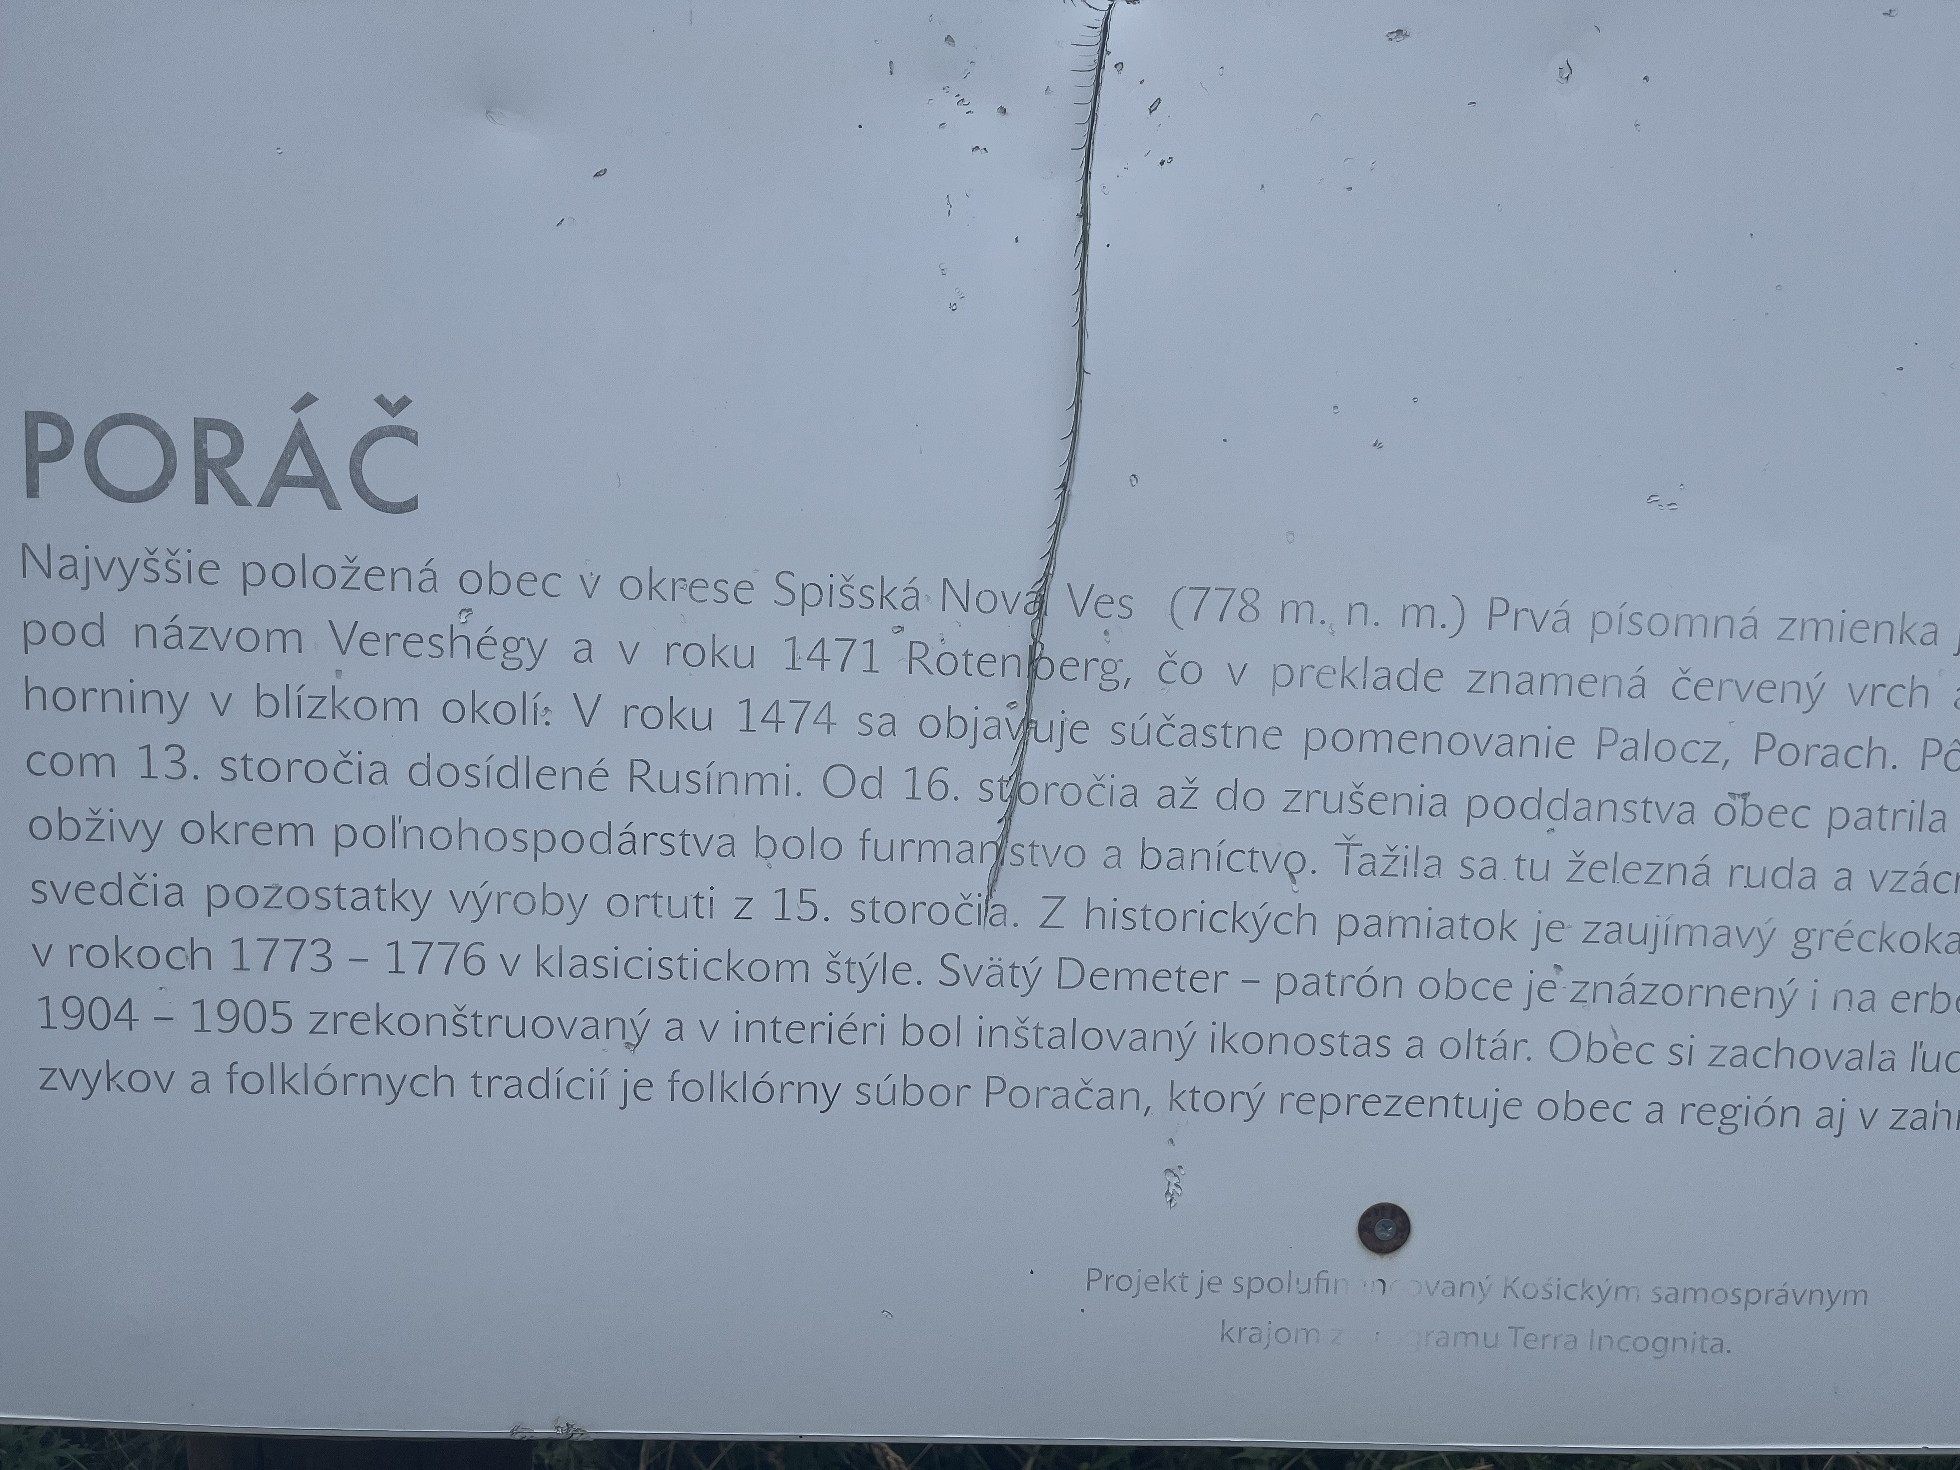 PORÁČ
Najvyššie položená obec v okrese Spišská Nová Ves (778 m. n. m.) Prvá písomná zmienka
pod názvom Vereshégy a v roku 1471 Rotenberg, čo v preklade znamená červený vrch
horniny v blízkom okolí. V roku 1474 sa objavuje súčastne pomenovanie Palocz, Porach.
com 13. storočia dosídlené Rusínmi. Od 16. storočia až do zrušenia poddanstva obec patrila
obživy okrem poľnohospodárstva bolo furmanstvo a baníctvo. Ťažila sa tu železná ruda a
svedčia pozostatky výroby ortuti z 15. storočia. Z historických pamiatok je zaujímavý
v rokoch 1773 – 1776 v klasicistickom štýle. Svätý Demeter – patrón obce je znázornený i na
1904 – 1905 zrekonštruovaný a v interiéri bol inštalovaný ikonostas a oltár. Obec si zachovala
zvykov a folklórnych tradícií je folklórny súbor Poračan, ktorý reprezentuje obec a región aj v
Projekt je Košickým samosprávnym
krajom z Terra Incognita.